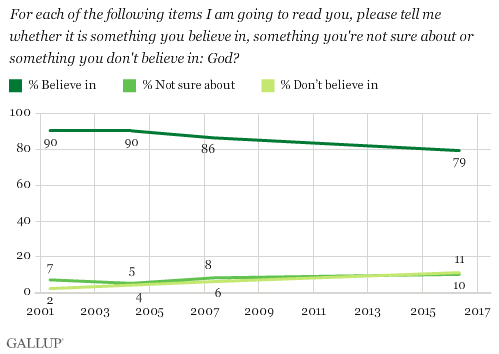 For each of the following items I am going to read you, please tell me
whether it is something you believe in, something you're not sure about or
something you don't believe in: God?
% Believe in % Not sure about % Don't believe in
100
80
60
40
20
0
90 90 86 79
7 5 8 11
2 4 6 10
2001 2003 2005 2007 2009 2011 2013 2015 2017
GALLUP®